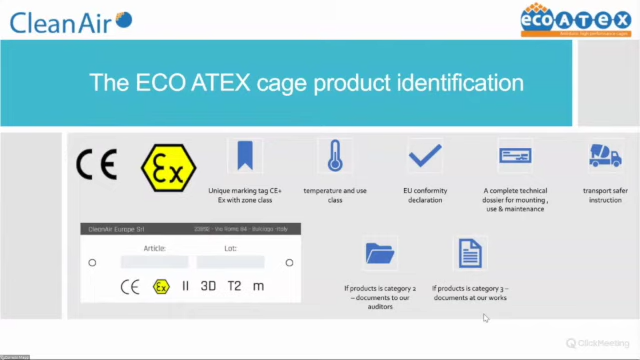 CleanAir
ecoATEX
The ECO ATEX cage product identification
CE
Ex
Unique marking tag CE+
Ex with zone class
temperature and use
class
EU conformity
declaration
A complete technical
dossier for mounting,
use & maintenance
transport safer
instruction
CleanAir Europe Srl
Article:
Lot:
CE Ex II 3D T2 m
If products is category 2
– documents to our
auditors
If products is category 3 –
documents at our works
ClickMeeting